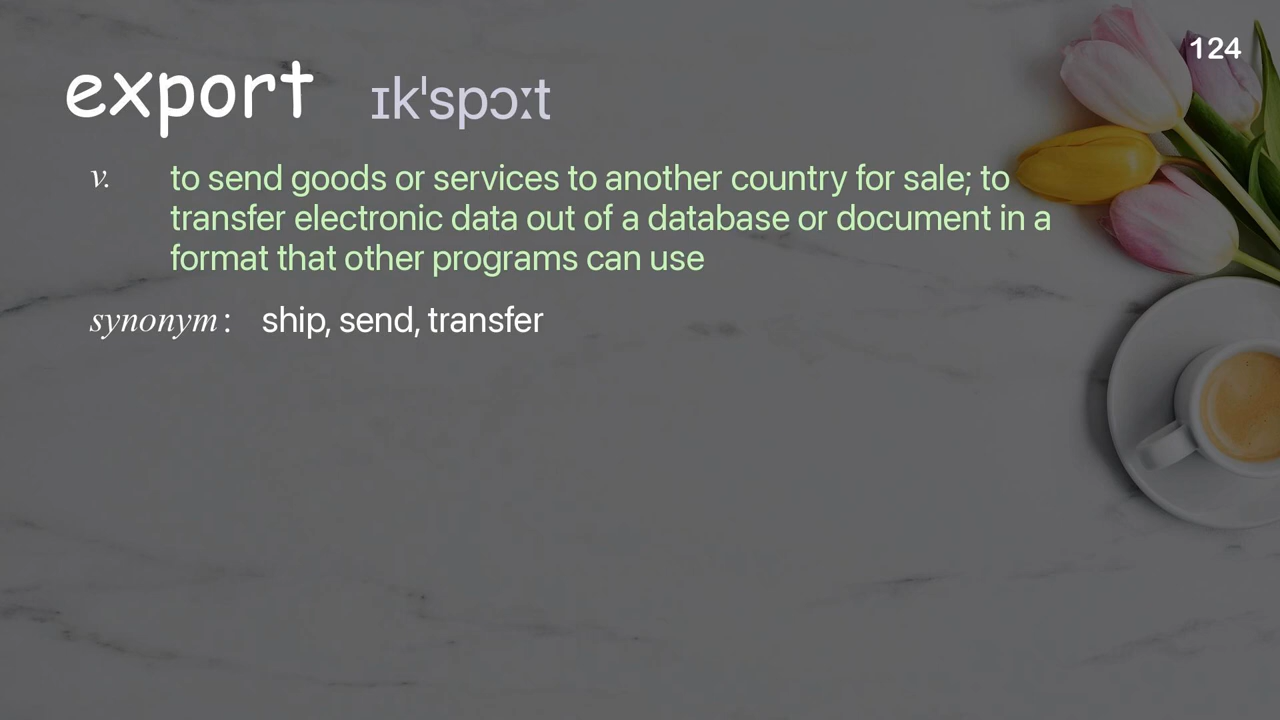 124
export ɪkˈspɔːt
v. to send goods or services to another country for sale; to
transfer electronic data out of a database or document in a
format that other programs can use
synonym : ship, send, transfer